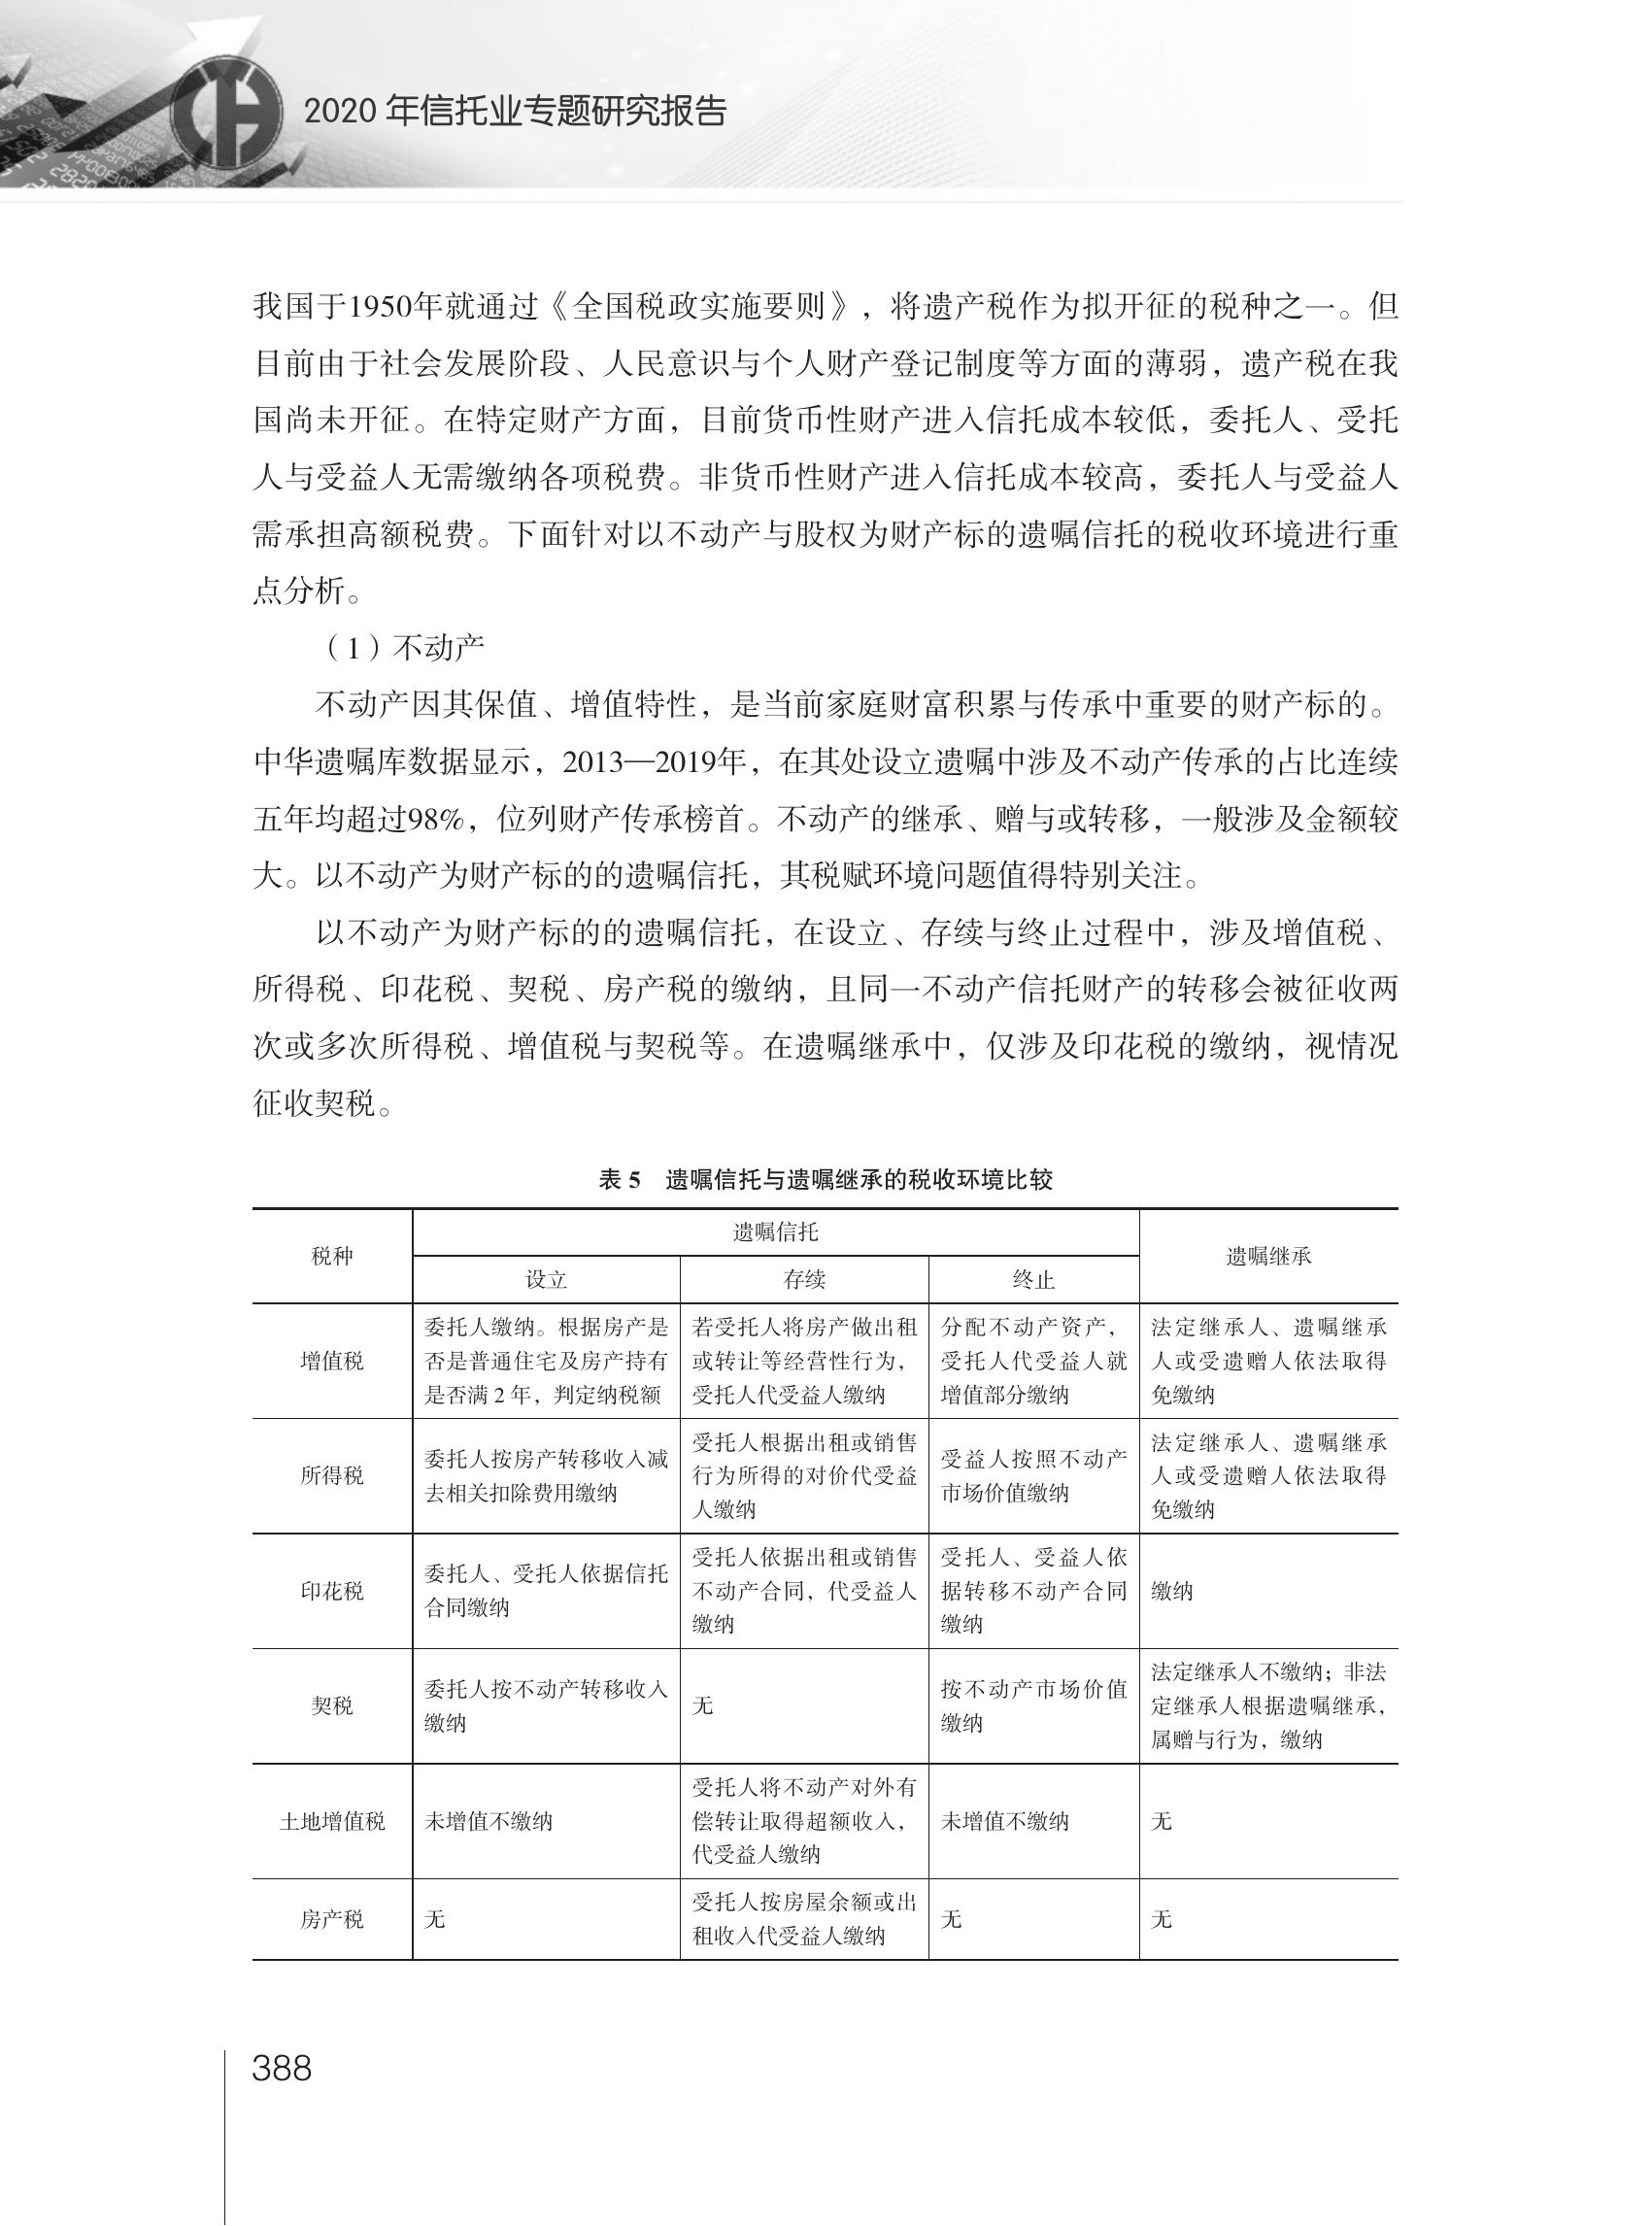 2020 年信托业专题研究报告
我国于1950年就通过《全国税政实施要则》，将遗产税作为拟开征的税种之一。但
目前由于社会发展阶段、人民意识与个人财产登记制度等方面的薄弱，遗产税在我
国尚未开征。在特定财产方面，目前货币性财产进入信托成本较低，委托人、受托
人与受益人无需缴纳各项税费。非货币性财产进入信托成本较高，委托人与受益人
需承担高额税费。下面针对以不动产与股权为财产标的遗嘱信托的税收环境进行重
点分析。
（1）不动产
不动产因其保值、增值特性，是当前家庭财富积累与传承中重要的财产标的。
中华遗嘱库数据显示，2013—2019年，在其处设立遗嘱中涉及不动产传承的占比连续
五年均超过98%，位列财产传承榜首。不动产的继承、赠与或转移，一般涉及金额较
大。以不动产为财产标的的遗嘱信托，其税赋环境问题值得特别关注。
以不动产为财产标的的遗嘱信托，在设立、存续与终止过程中，涉及增值税、
所得税、印花税、契税、房产税的缴纳，且同一不动产信托财产的转移会被征收两
次或多次所得税、增值税与契税等。在遗嘱继承中，仅涉及印花税的缴纳，视情况
征收契税。
表 5　遗嘱信托与遗嘱继承的税收环境比较
税种
遗嘱信托
遗嘱继承
设立
存续
终止
增值税
委托人缴纳。根据房产是
否是普通住宅及房产持有
是否满 2 年，判定纳税额
若受托人将房产做出租
或转让等经营性行为，
受托人代受益人缴纳
分配不动产资产，
受托人代受益人就
增值部分缴纳
法定继承人、遗嘱继承
人或受遗赠人依法取得
免缴纳
所得税
委托人按房产转移收入减
去相关扣除费用缴纳
受托人根据出租或销售
行为所得的对价代受益
人缴纳
受益人按照不动产
市场价值缴纳
法定继承人、遗嘱继承
人或受遗赠人依法取得
免缴纳
印花税
委托人、受托人依据信托
合同缴纳
受托人依据出租或销售
不动产合同，代受益人
缴纳
受托人、受益人依
据转移不动产合同
缴纳
缴纳
契税
委托人按不动产转移收入
缴纳
无
按不动产市场价值
缴纳
法定继承人不缴纳；非法
定继承人根据遗嘱继承，
属赠与行为，缴纳
土地增值税
未增值不缴纳
受托人将不动产对外有
偿转让取得超额收入，
代受益人缴纳
未增值不缴纳
无
房产税
无
受托人按房屋余额或出
租收入代受益人缴纳
无
无
388